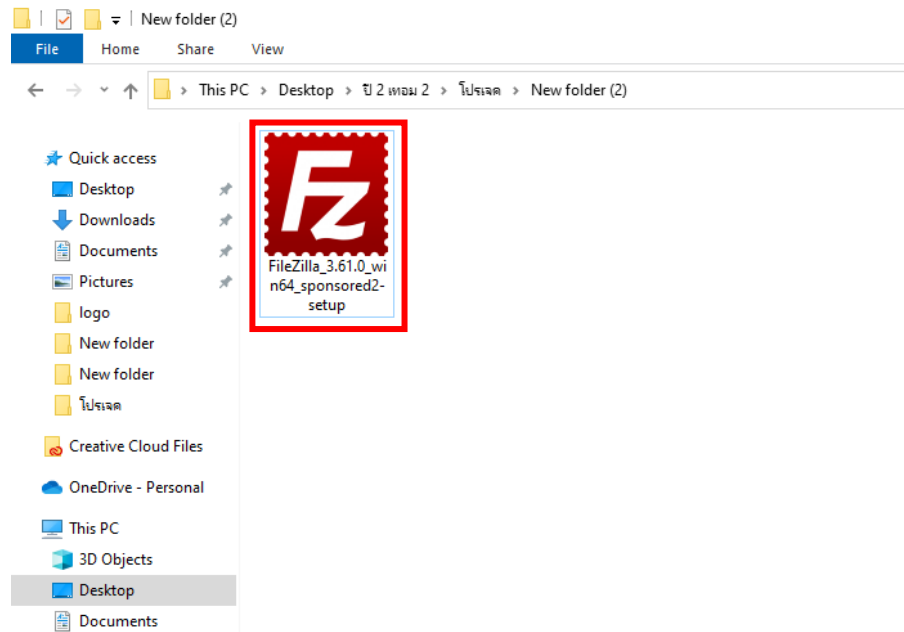 New folder (2)
File Home Share View
This PC > Desktop > ปี 2 เทอม 2 > โปรเจค > New folder (2)
Quick access
Desktop
Downloads
Documents
Pictures
logo
New folder
New folder
โปรเจค
Creative Cloud Files
OneDrive - Personal
This PC
3D Objects
Desktop
Documents
Fz
FileZilla_3.61.0_wi
n64_sponsored2-
setup